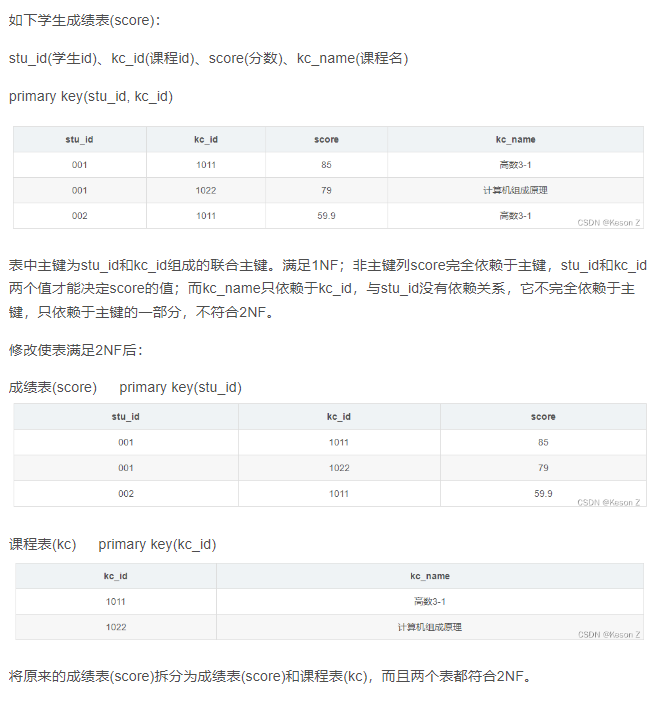 如下学生成绩表(score)：
stu_id(学生id)、kc_id(课程id)、score(分数)、kc_name(课程名)
primary key(stu_id, kc_id)
stu_id kc_id score kc_name
001 1011 85 高数3-1
001 1022 79 计算机组成原理
002 1011 59.9 高数3-1
CSDN @Keson Z
表中主键为stu_id和kc_id组成的联合主键。满足1NF；非主键列score完全依赖于主键，stu_id和kc_id
两个值才能决定score的值；而kc_name只依赖于kc_id，与stu_id没有依赖关系，它不完全依赖于主
键，只依赖于主键的一部分，不符合2NF。
修改使表满足2NF后：
成绩表(score) primary key(stu_id)
stu_id kc_id score
001 1011 85
001 1022 79
002 1011 59.9
CSDN @Keson Z
课程表(kc) primary key(kc_id)
kc_id kc_name
1011 高数3-1
1022 计算机组成原理
CSDN @Keson Z
将原来的成绩表(score)拆分为成绩表(score)和课程表(kc)，而且两个表都符合2NF。